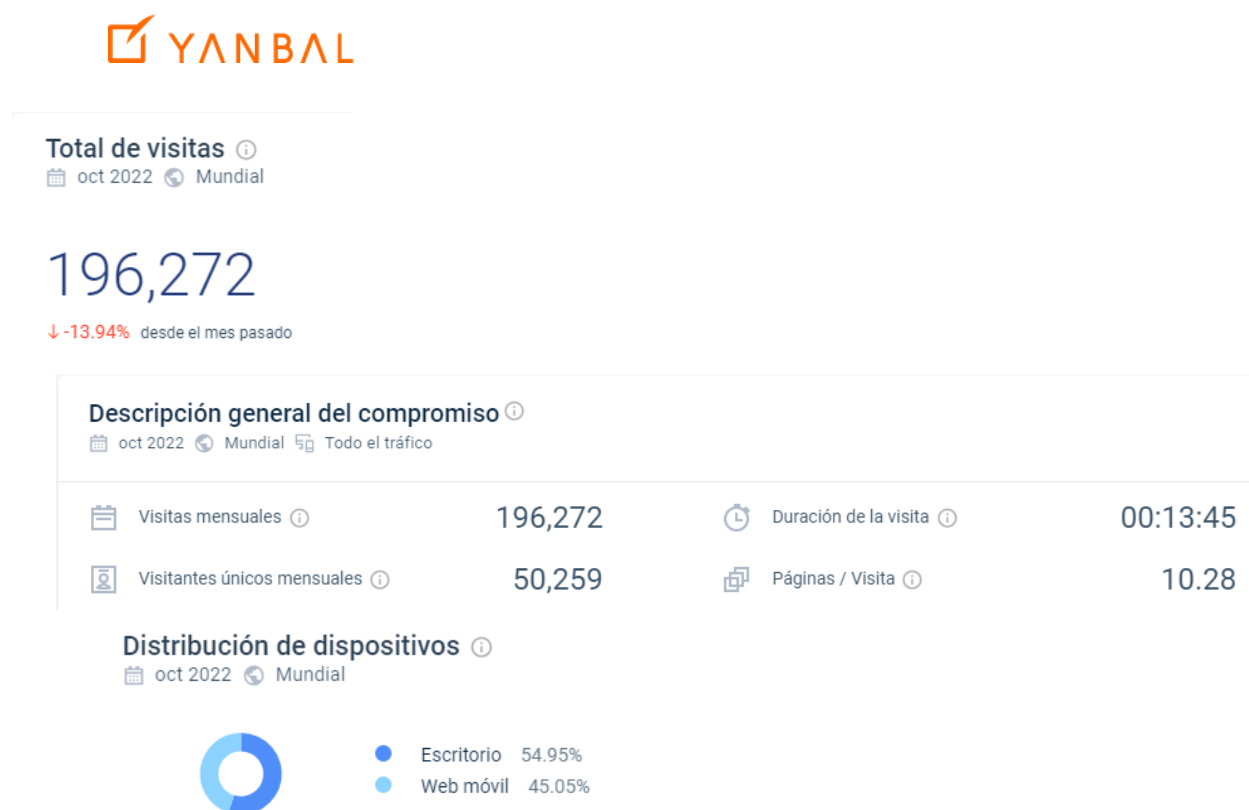 YANBAL
Total de visitas
oct 2022 Mundial
196,272
-13.94% desde el mes pasado
Descripción general del compromiso
oct 2022 Mundial Todo el tráfico
Visitas mensuales 196,272 Duración de la visita 00:13:45
Visitantes únicos mensuales 50,259 Páginas / Visita 10.28
Distribución de dispositivos
oct 2022 Mundial
Escritorio 54.95%
Web móvil 45.05%